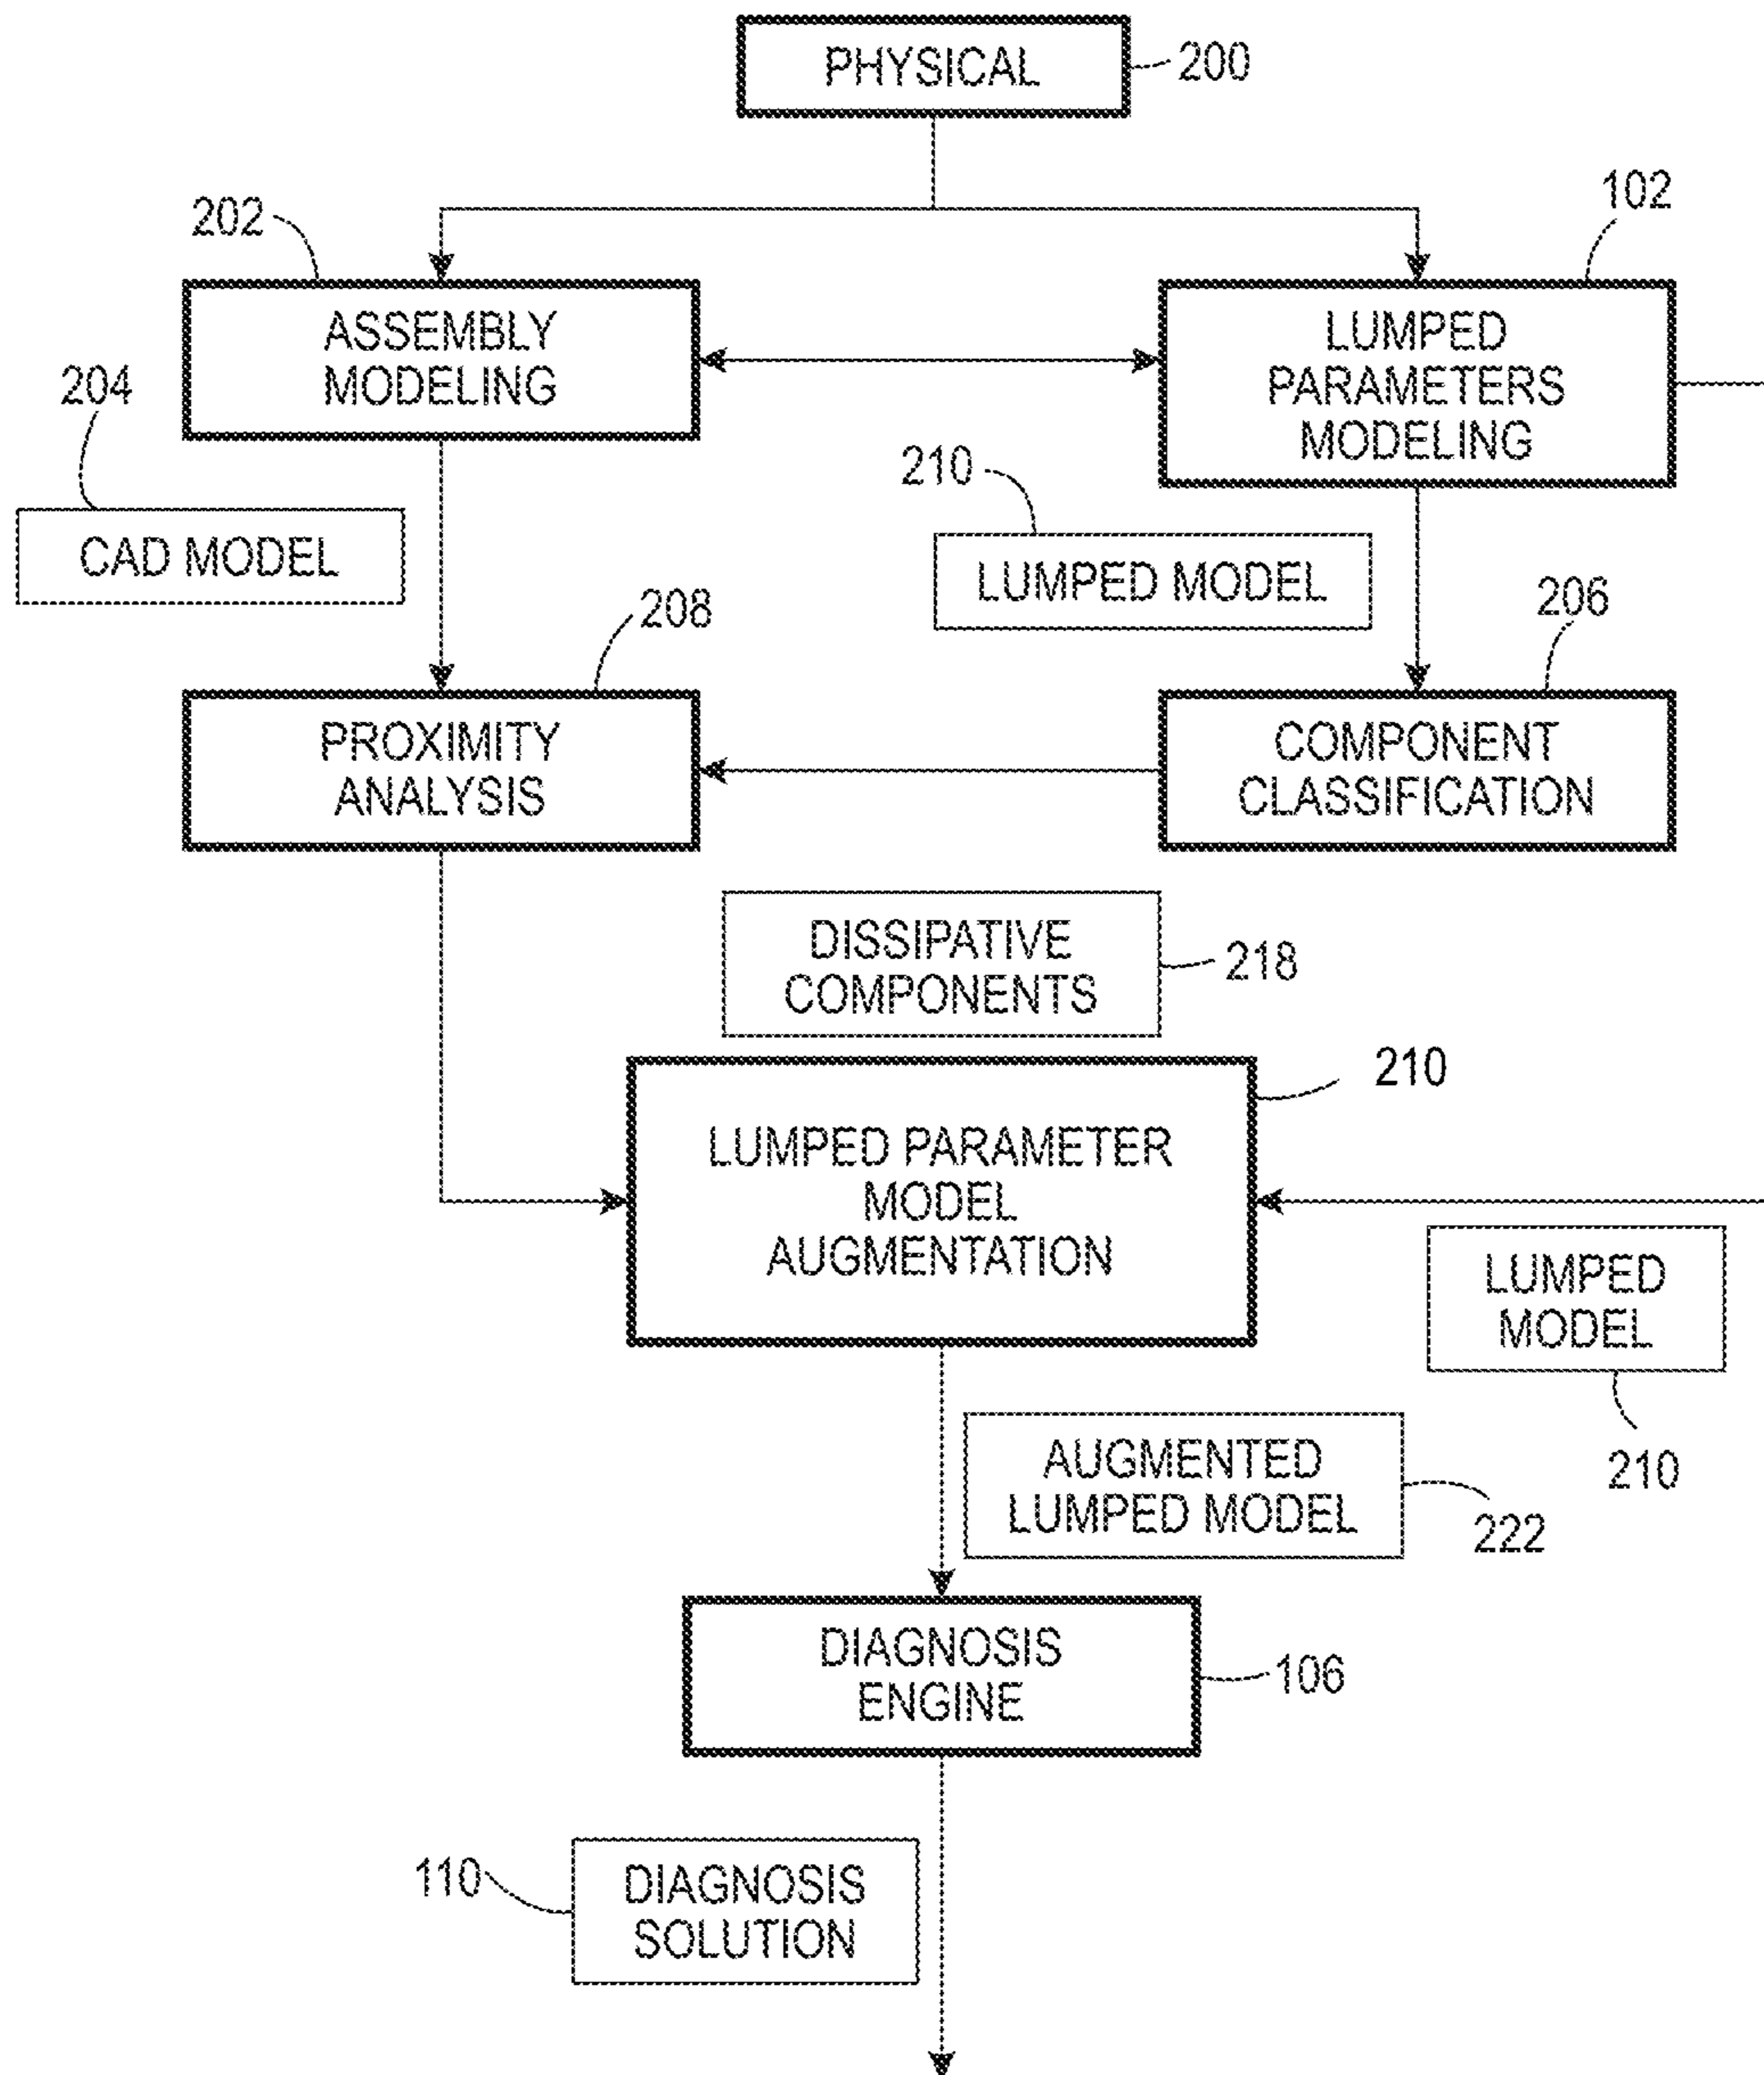 PHYSICAL
200
202
102
ASSEMBLY
MODELING
LUMPED
PARAMETERS
MODELING
204
210
CAD MODEL
LUMPED MODEL
208
206
PROXIMITY
ANALYSIS
COMPONENT
CLASSIFICATION
DISSIPATIVE
COMPONENTS
218
210
LUMPED PARAMETER
MODEL
AUGMENTATION
LUMPED
MODEL
210
AUGMENTED
LUMPED MODEL
222
DIAGNOSIS
ENGINE
106
110
DIAGNOSIS
SOLUTION